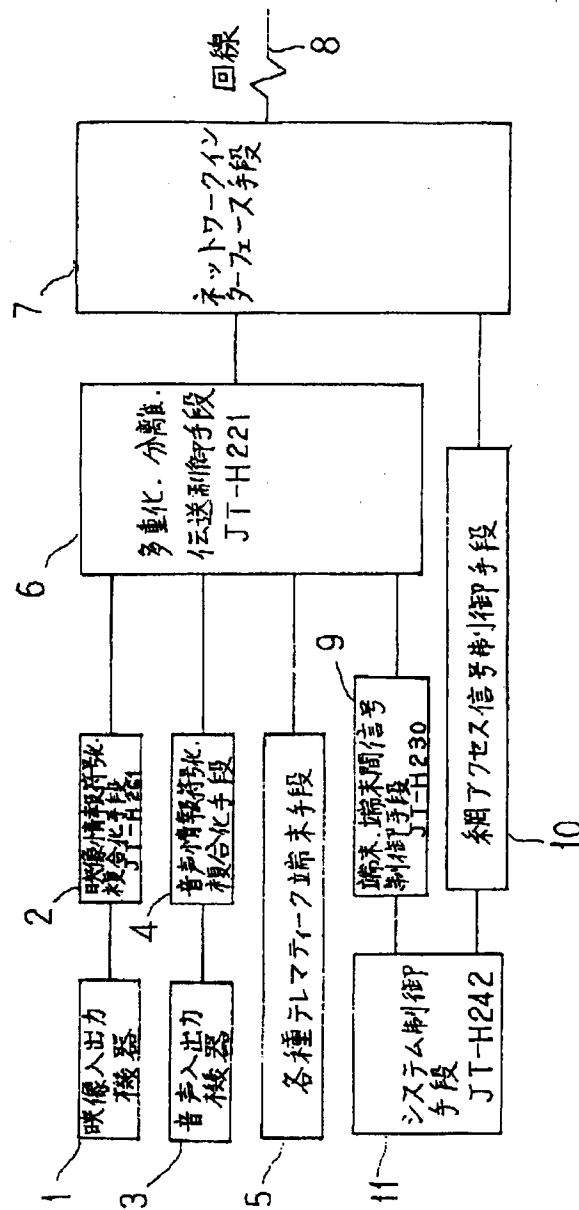 1
映像入出力
機器
2
映像情報符号化.
複合化手段
JT-H261
3
音声入出力
機器
4
音声情報符号化.
複合化手段
5
各種テレマティーク端末手段
6
多重化.分離.
伝送制御手段
JT-H221
7
ネットワークイン
ターフェース手段
回線
8
9
端末.端末間信号
制御手段
JT-H230
10
網アクセス信号制御手段
11
システム制御
手段
JT-H242